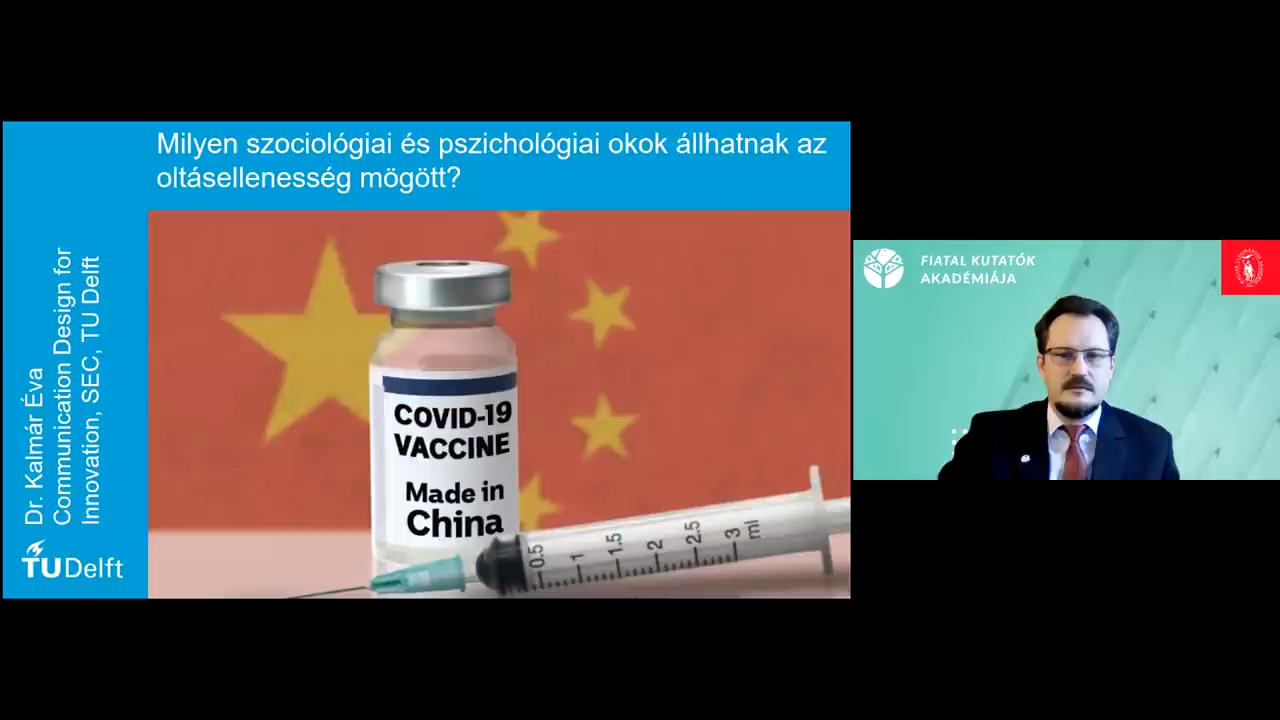 Milyen szociológiai és pszichológiai okok állhatnak az
oltásellenesség mögött?
Dr. Kalmár Éva
Communication Design for
Innovation, SEC, TU Delft
TUDelft
COVID-19
VACCINE
Made in
China
0.5
1
1.5
2
2.5
3
ml
FIATAL KUTATÓK
AKADÉMIÁJA